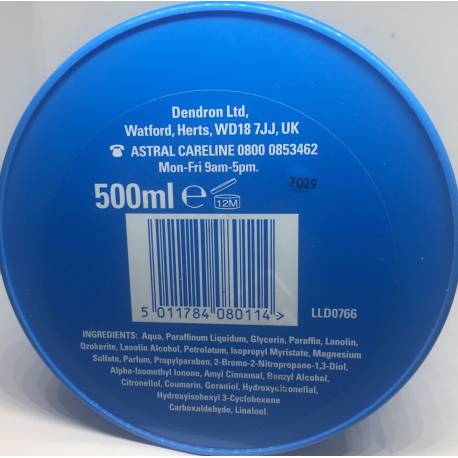 Dendron Ltd,
Watford, Herts, WD18 7JJ, UK
☎ ASTRAL CARELINE 0800 0853462
Mon-Fri 9am-5pm.
500ml ℮ 12M
7029
5 011784 080114 >
LLD0766
INGREDIENTS: Aqua, Paraffinum Liquidum, Glycerin, Paraffin, Lanolin,
Ozokerite, Lanolin Alcohol, Petrolatum, Isopropyl Myristate, Magnesium
Sulfate, Parfum, Propylparaben, 2-Bromo-2-Nitropropane-1,3-Diol,
Alpha-Isomethyl Ionone, Amyl Cinnamal, Benzyl Alcohol,
Citronellol, Coumarin, Geraniol, Hydroxycitronellal,
Hydroxyisohexyl 3-Cyclohexene
Carboxaldehyde, Linalool.